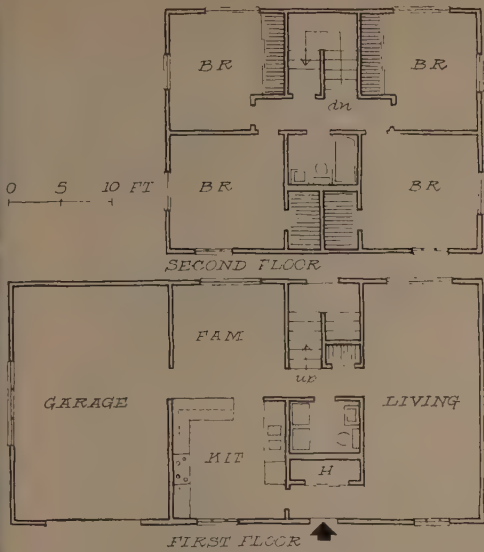 BR
BR
dn
BR
BR
0 5 10 FT
SECOND FLOOR
FAM
up
GARAGE
LIVING
KIT
H
FIRST FLOOR